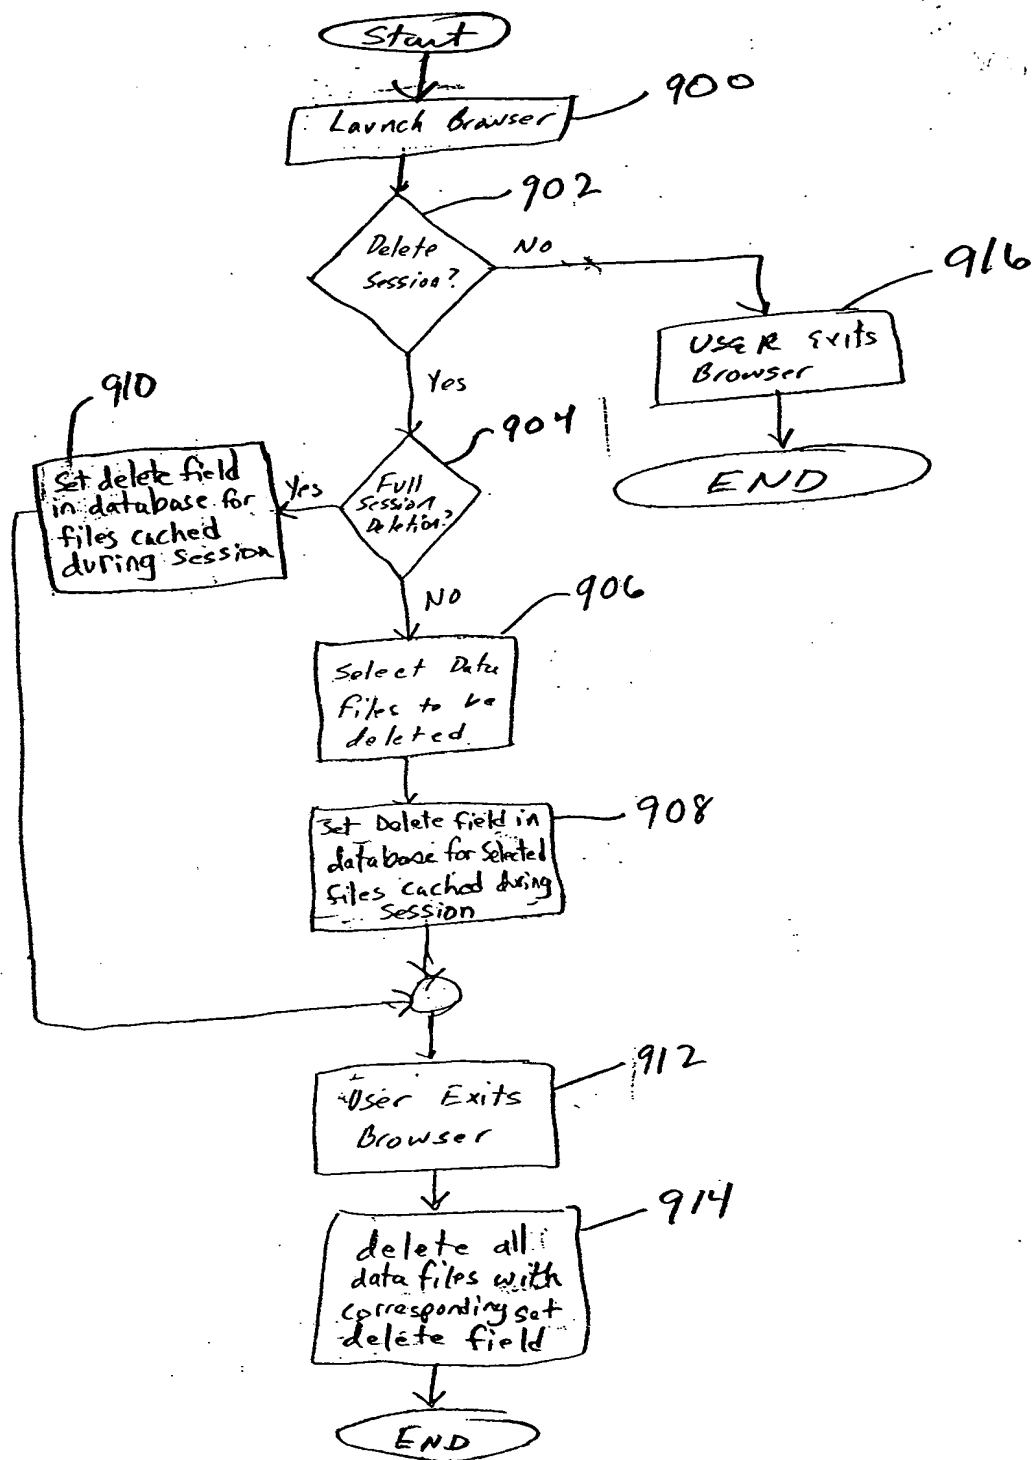 Start
900
Launch Browser
902
Delete
Session?
NO
916
User Exits
Browser
END
Yes
910
904
Set delete field
in database for
files cached
during session
Yes
Full
Session
Deletion?
NO
906
Select Data
files to be
deleted.
908
Set Delete field in
database for selected
files cached during
session
912
User Exits
Browser
914
delete all
data files with
corresponding set
delete field
END